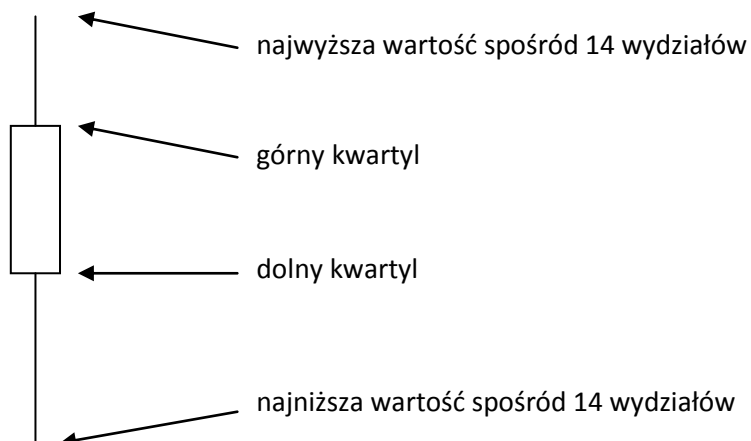 najwyższa wartość spośród 14 wydziałów
górny kwartyl
dolny kwartyl
najniższa wartość spośród 14 wydziałów